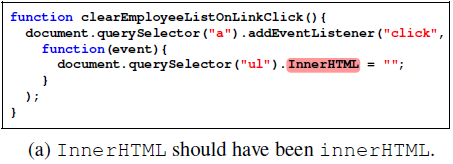 function clearEmployeeListOnLinkClick(){
document.querySelector("a").addEventListener("click",
function(event){
document.querySelector("ul").InnerHTML = "";
}
);
}
(a) InnerHTML should have been innerHTML.